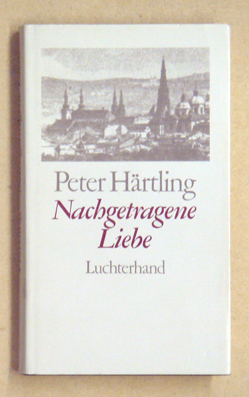 Peter Härtling
Nachgetragene
Liebe
Luchterhand